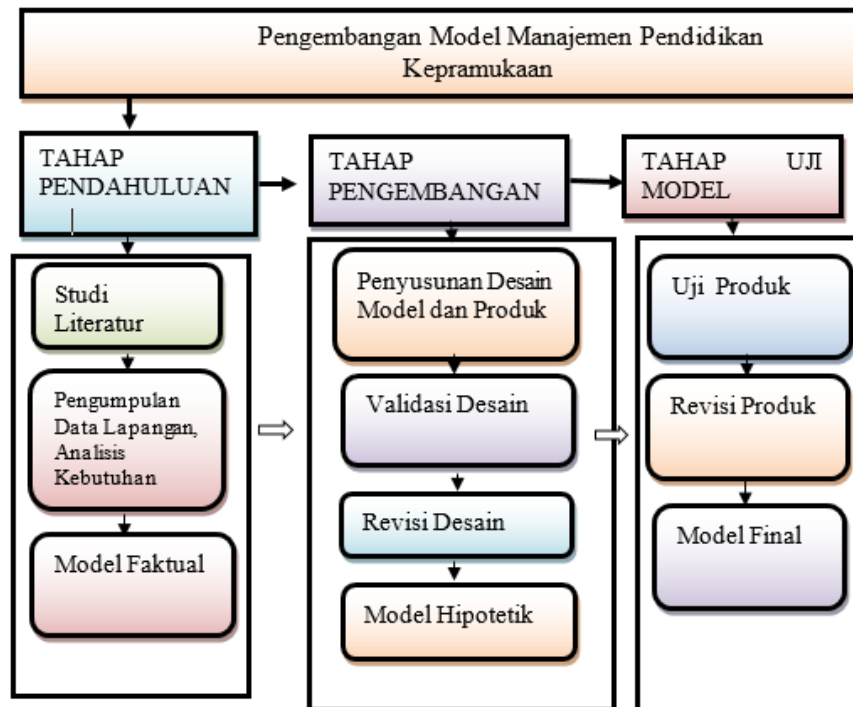 Pengembangan Model Manajemen Pendidikan
Kepramukaan
TAHAP
PENDAHULUAN
TAHAP
PENGEMBANGAN
TAHAP UJI
MODEL
Studi
Literatur
Pengumpulan
Data Lapangan,
Analisis
Kebutuhan
Model Faktual
Penyusunan Desain
Model dan Produk
Validasi Desain
Revisi Desain
Model Hipotetik
Uji Produk
Revisi Produk
Model Final